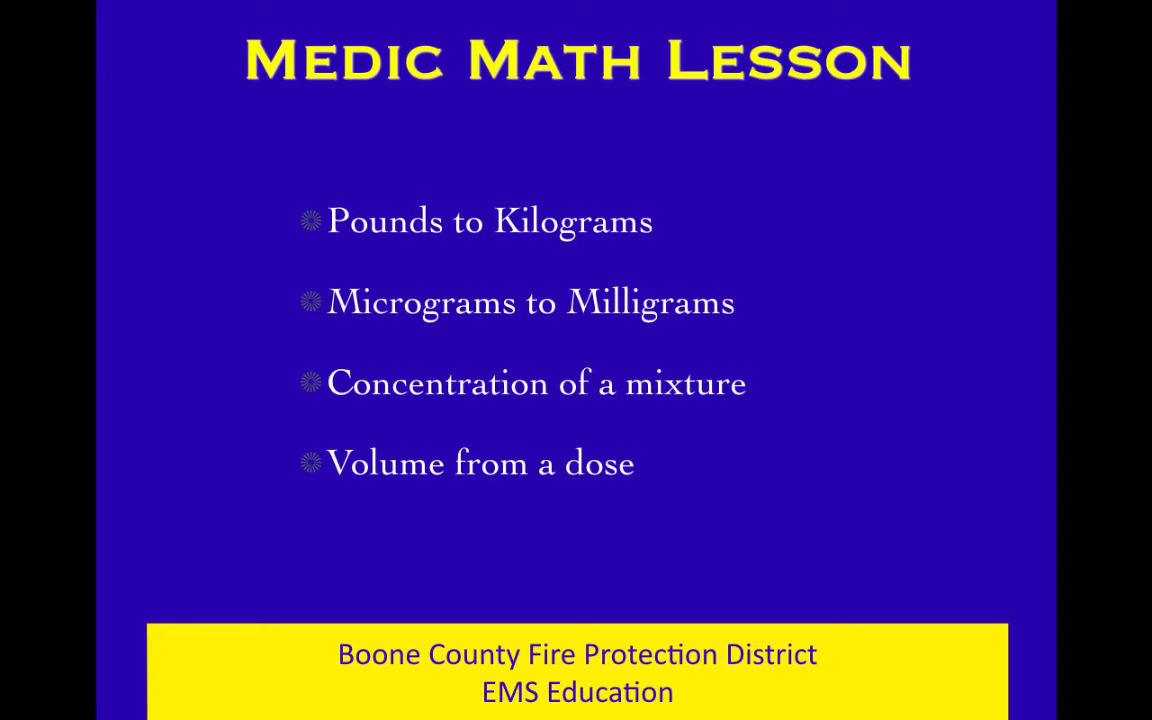 Medic Math Lesson
Pounds to Kilograms
Micrograms to Milligrams
Concentration of a mixture
Volume from a dose
Boone County Fire Protection District
EMS Education